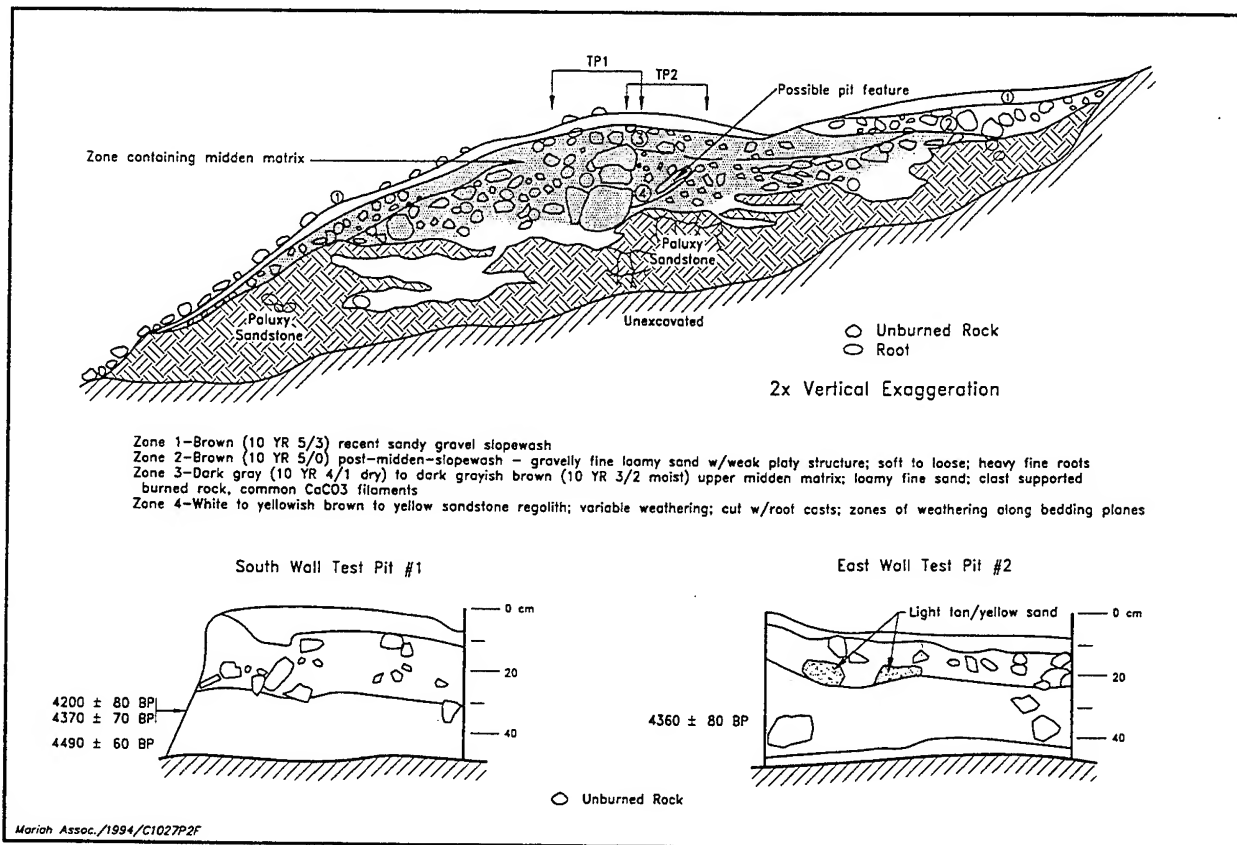 TP1
TP2
Possible pit feature
1
2
3
Zone containing midden matrix
4
1
Paluxy
Sandstone
Paluxy
Sandstone
Unexcavated
Unburned Rock
Root
2x Vertical Exaggeration
Zone 1-Brown (10 YR 5/3) recent sandy gravel slopewash
Zone 2-Brown (10 YR 5/0) post-midden-slopewash - gravelly fine loamy sand w/weak platy structure; soft to loose; heavy fine roots
Zone 3-Dark gray (10 YR 4/1 dry) to dark grayish brown (10 YR 3/2 moist) upper midden matrix; loamy fine sand; clast supported
burned rock, common CaCO3 filaments
Zone 4-White to yellowish brown to yellow sandstone regolith; variable weathering; cut w/root casts; zones of weathering along bedding planes
South Wall Test Pit #1
0 cm
20
40
4200 ± 80 BP
4370 ± 70 BP
4490 ± 60 BP
East Wall Test Pit #2
Light tan/yellow sand
0 cm
20
40
4360 ± 80 BP
Unburned Rock
Mariah Assoc./1994/C1027P2F